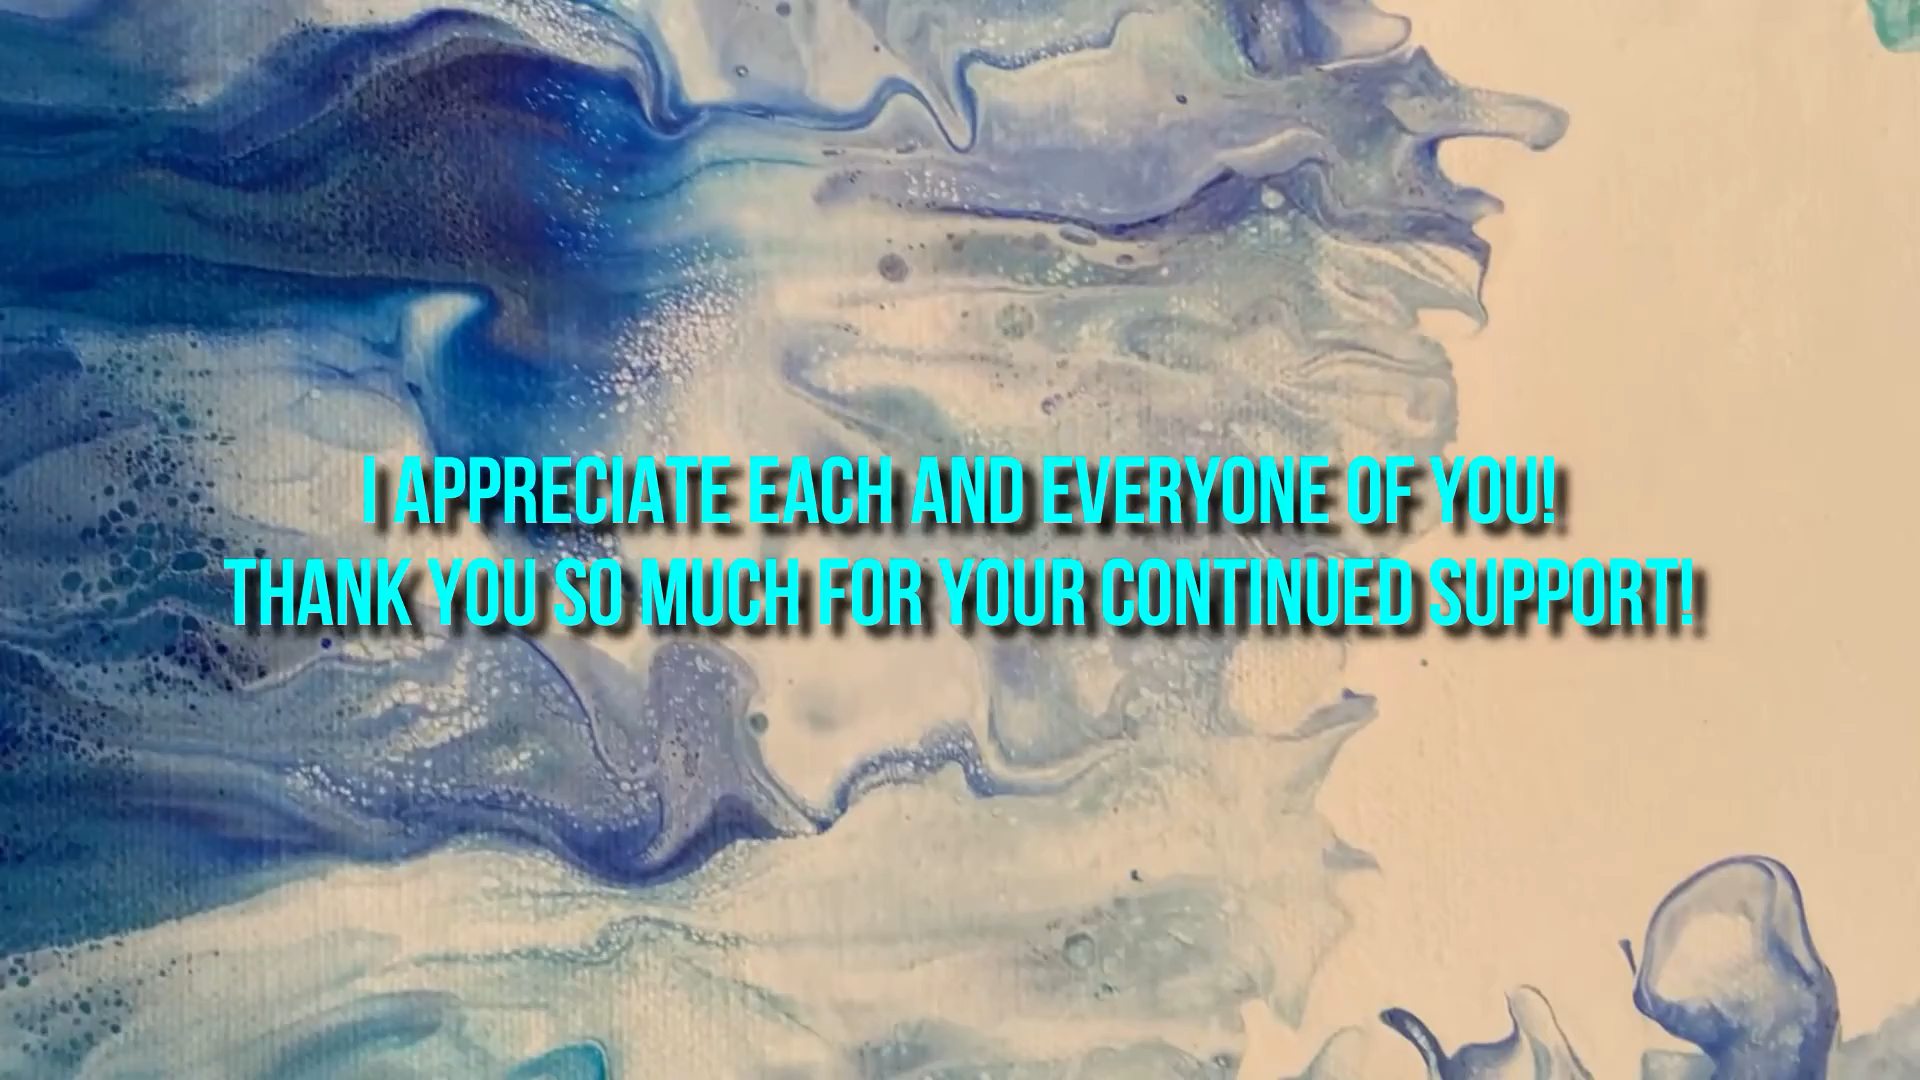 I APPRECIATE EACH AND EVERYONE OF YOU!
THANK YOU SO MUCH FOR YOUR CONTINUED SUPPORT!